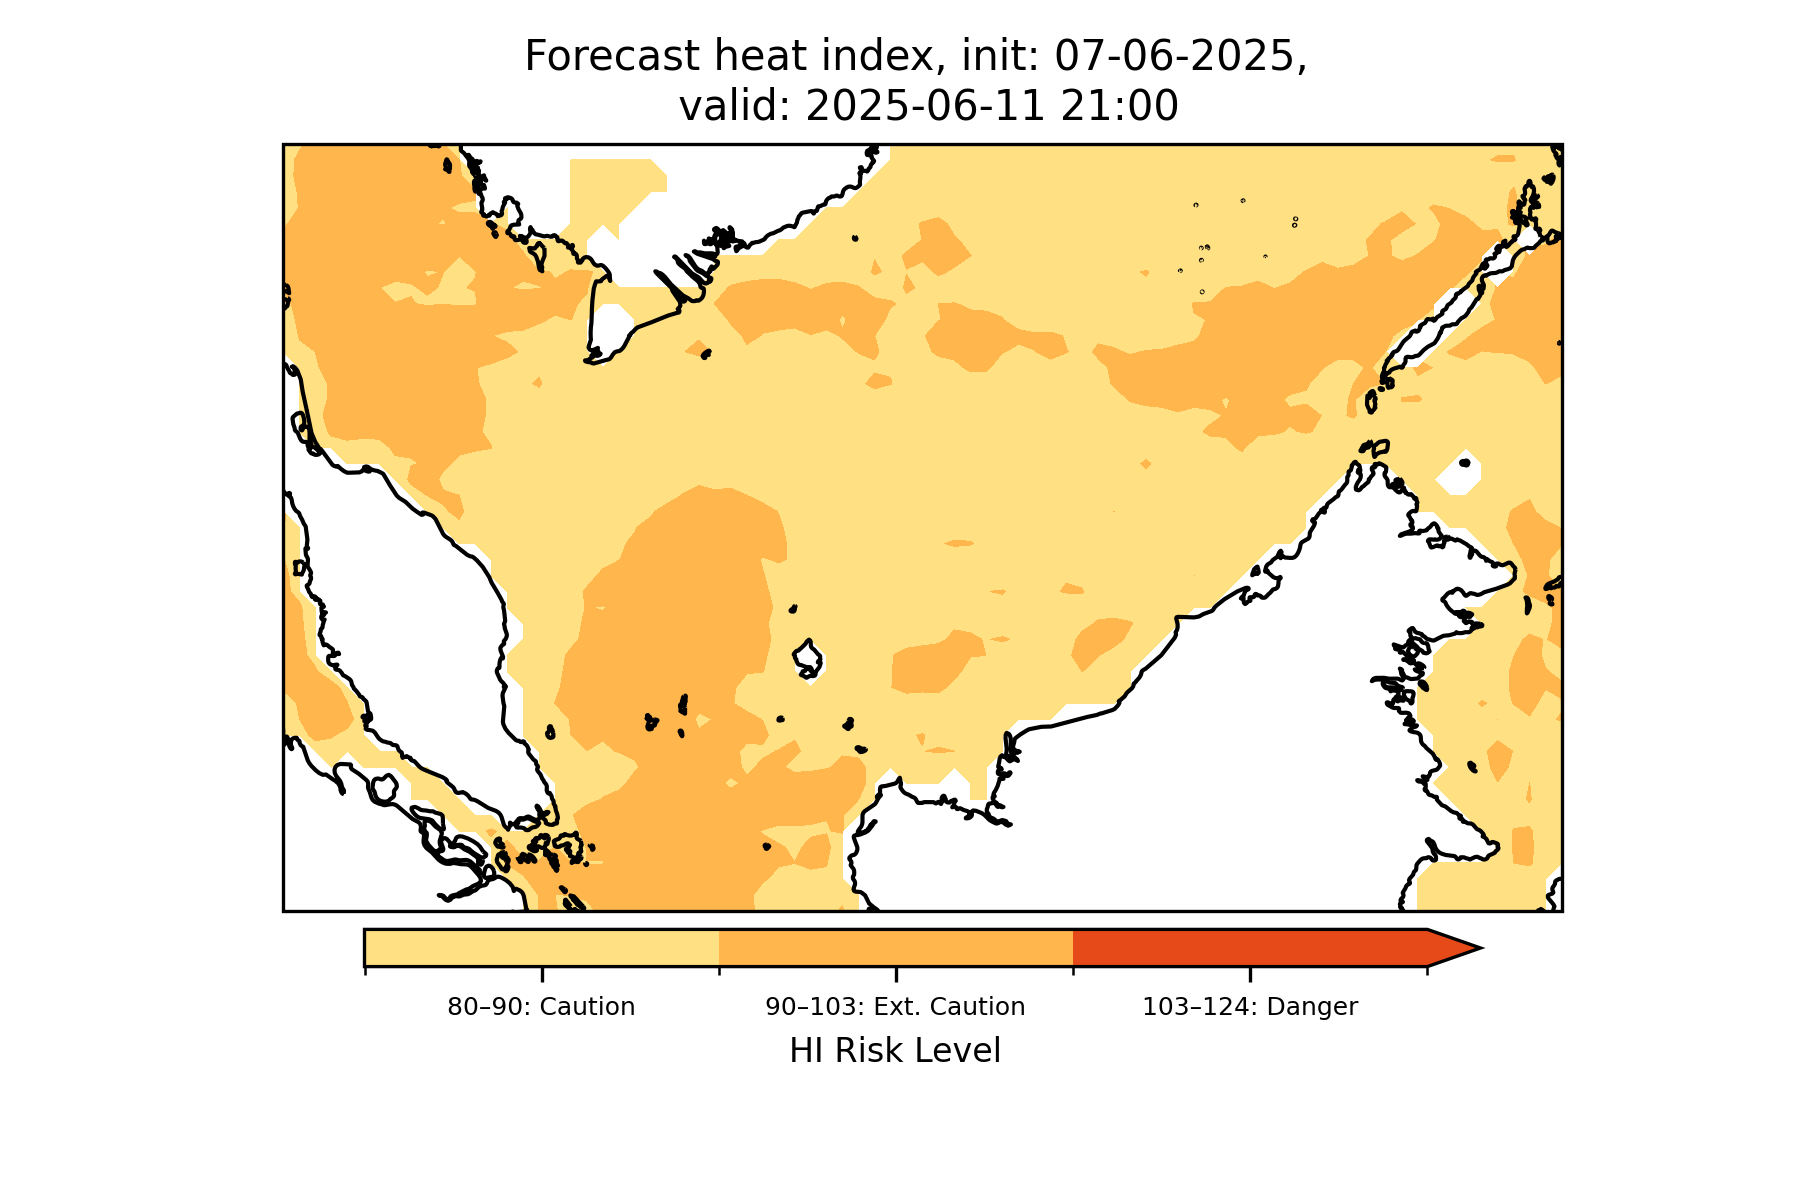 Forecast heat index, init: 07-06-2025,
valid: 2025-06-11 21:00
80–90: Caution
90–103: Ext. Caution
103–124: Danger
HI Risk Level